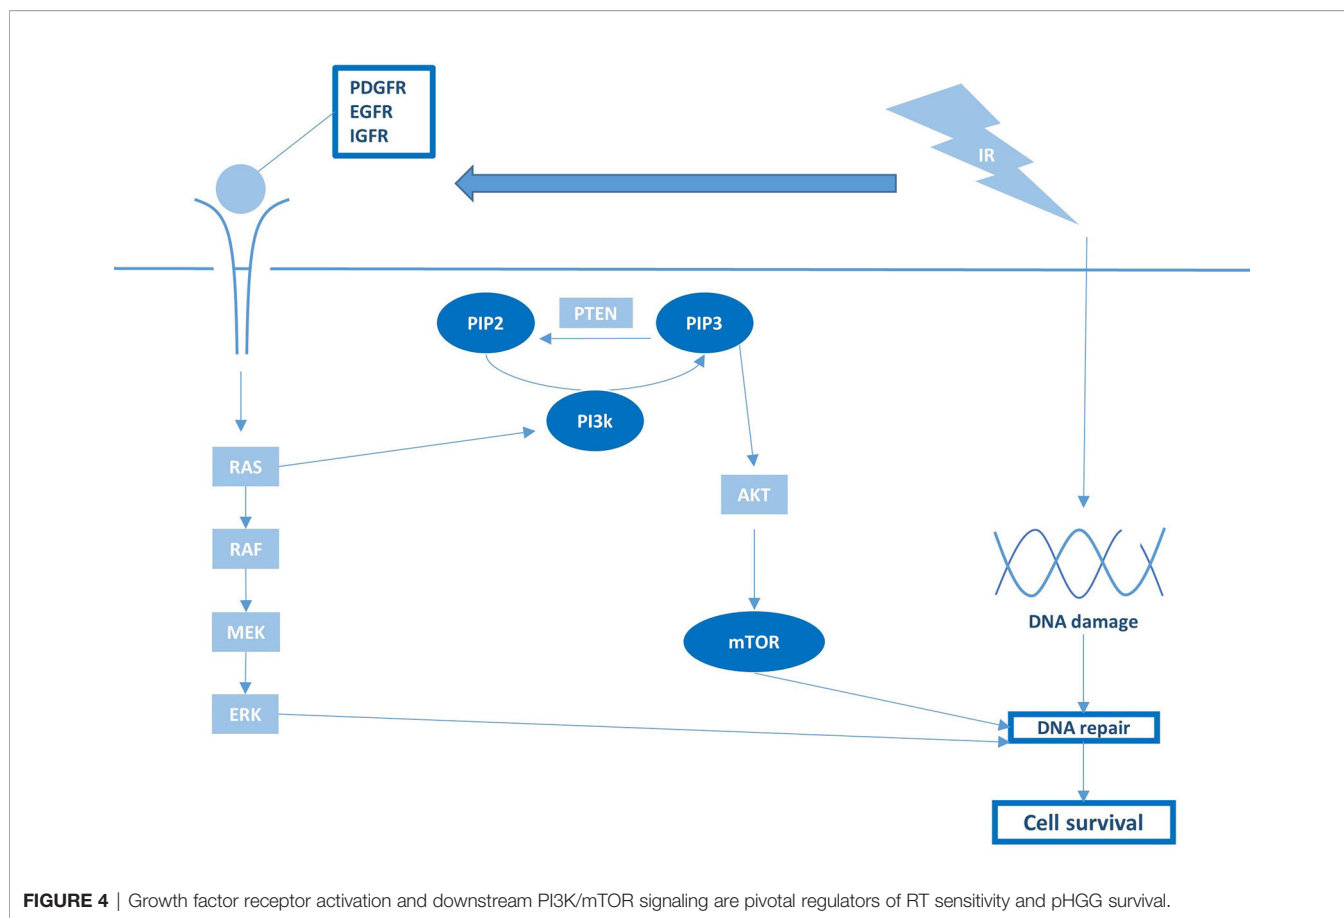 PDGFR
EGFR
IGFR
IR
PIP2
PTEN
PIP3
PI3k
RAS
AKT
RAF
MEK
mTOR
DNA damage
ERK
DNA repair
Cell survival
FIGURE 4 | Growth factor receptor activation and downstream PI3K/mTOR signaling are pivotal regulators of RT sensitivity and pHGG survival.